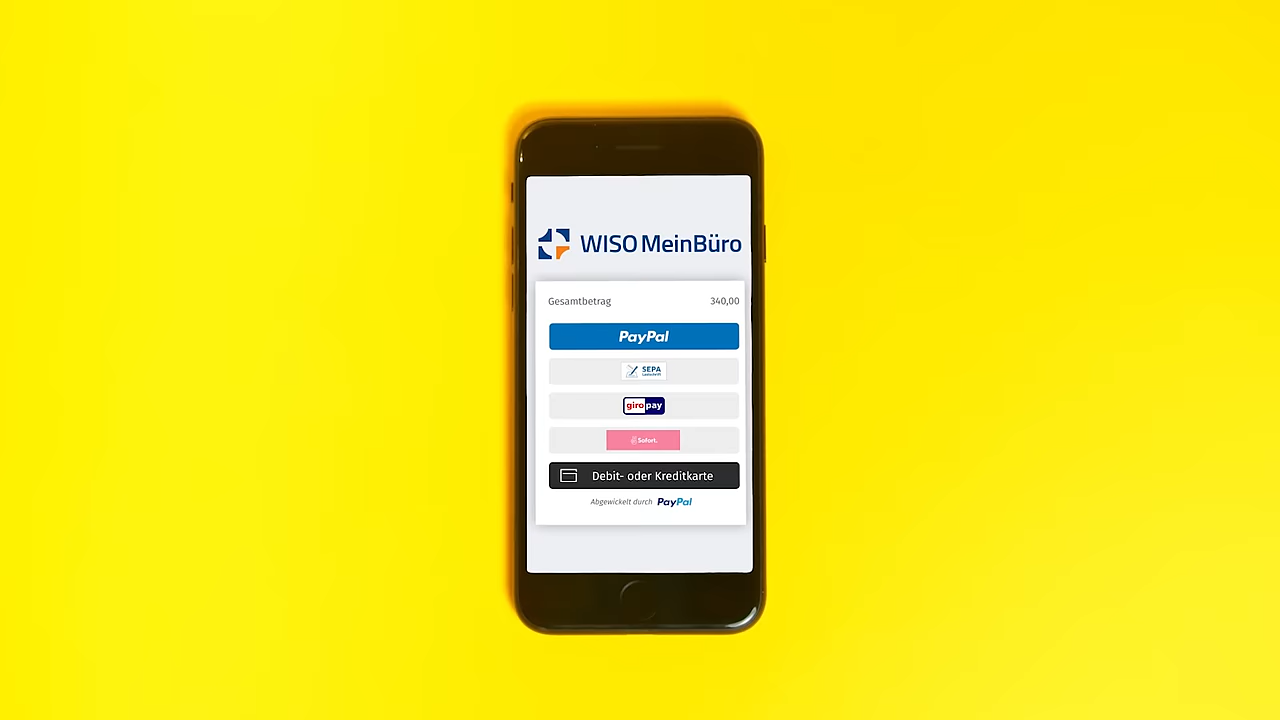 WISO MeinBüro
Gesamtbetrag 340,00
PayPal
SEPA
Lastschrift
giropay
Sofort.
Debit- oder Kreditkarte
Abgewickelt durch PayPal